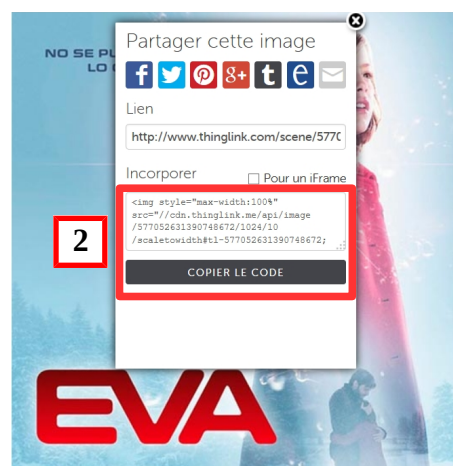 NO SE PU
LO
Partager cette image
f
8+
t
e
Lien
http://www.thinglink.com/scene/577
Incorporer
Pour un iFrame
<img style="max-width:100%"
src="//cdn.thinglink.me/api/image
/577052631390748672/1024/10
/scaletowidth#tl-577052631390748672;
2
COPIER LE CODE
EVA